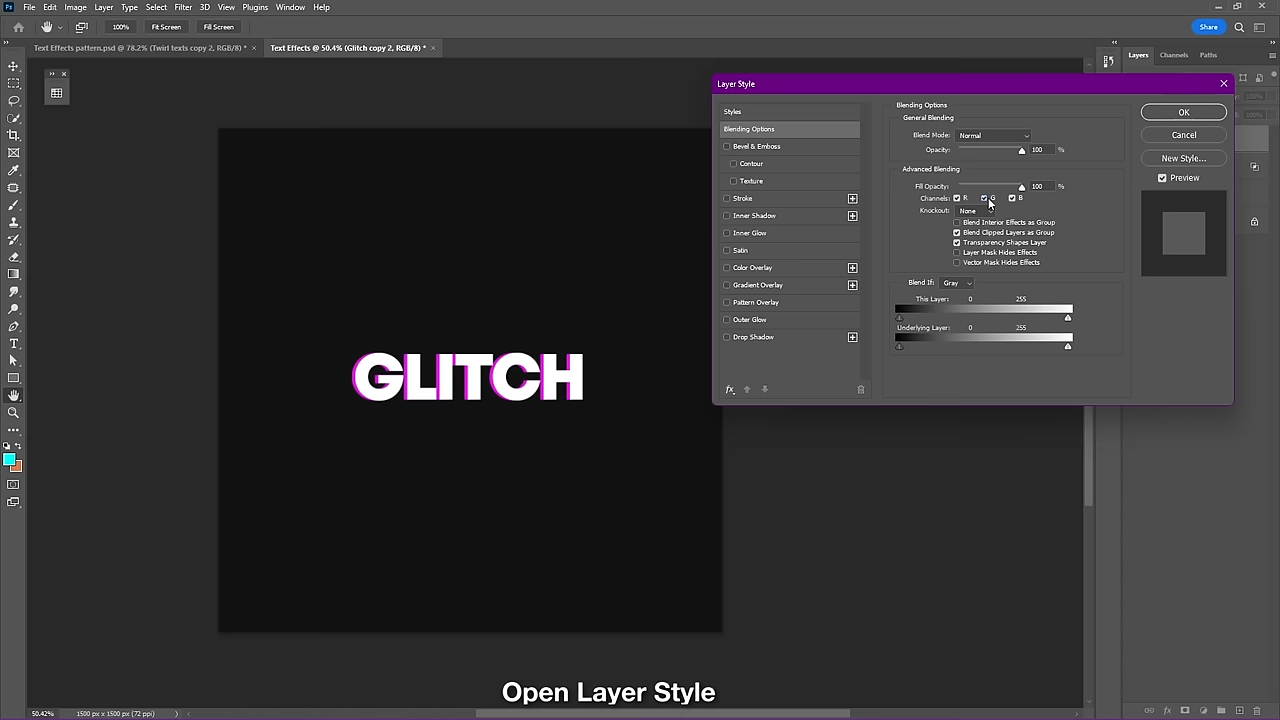 Ps File Edit Image Layer Type Select Filter 3D View Plugins Window Help
100% Fit Screen Fill Screen Share
Text Effects pattern.psd @ 78.2% (Twirl texts copy 2, RGB/8) * ×
Text Effects @ 50.4% (Glitch copy 2, RGB/8) * ×
Layers Channels Paths
Layer Style
Styles
Blending Options
Bevel & Emboss
Contour
Texture
Stroke
Inner Shadow
Inner Glow
Satin
Color Overlay
Gradient Overlay
Pattern Overlay
Outer Glow
Drop Shadow
fx
Blending Options
General Blending
Blend Mode: Normal
Opacity: 100 %
Advanced Blending
Fill Opacity: 100 %
Channels: R G B
Knockout: None
Blend Interior Effects as Group
Blend Clipped Layers as Group
Transparency Shapes Layer
Layer Mask Hides Effects
Vector Mask Hides Effects
Blend If: Gray
This Layer: 0 255
Underlying Layer: 0 255
OK
Cancel
New Style...
Preview
GLITCH
Open Layer Style
50.42% 1500 px x 1500 px (72 ppi)